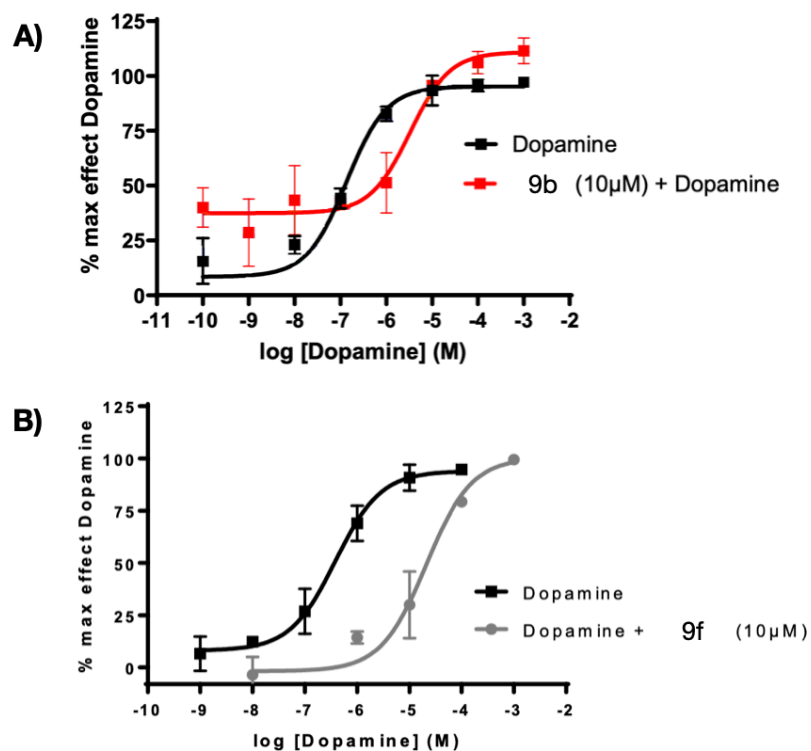 A)
% max effect Dopamine
125
100
75
50
25
0
Dopamine
9b (10µM) + Dopamine
-11 -10 -9 -8 -7 -6 -5 -4 -3 -2
log [Dopamine] (M)
B)
% max effect Dopamine
125
100
75
50
25
0
Dopamine
Dopamine + 9f (10µM)
-10 -9 -8 -7 -6 -5 -4 -3 -2
log [Dopamine] (M)